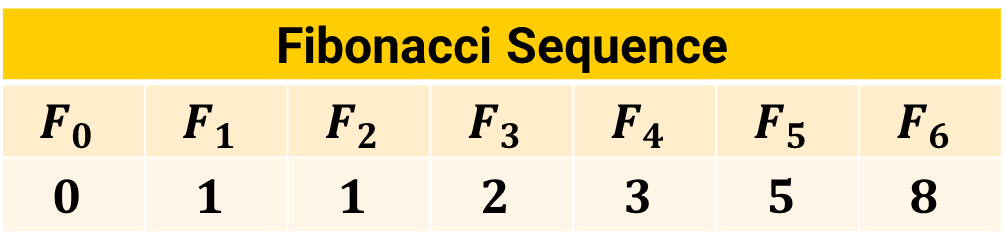 Fibonacci Sequence
F₀ F₁ F₂ F₃ F₄ F₅ F₆
0 1 1 2 3 5 8